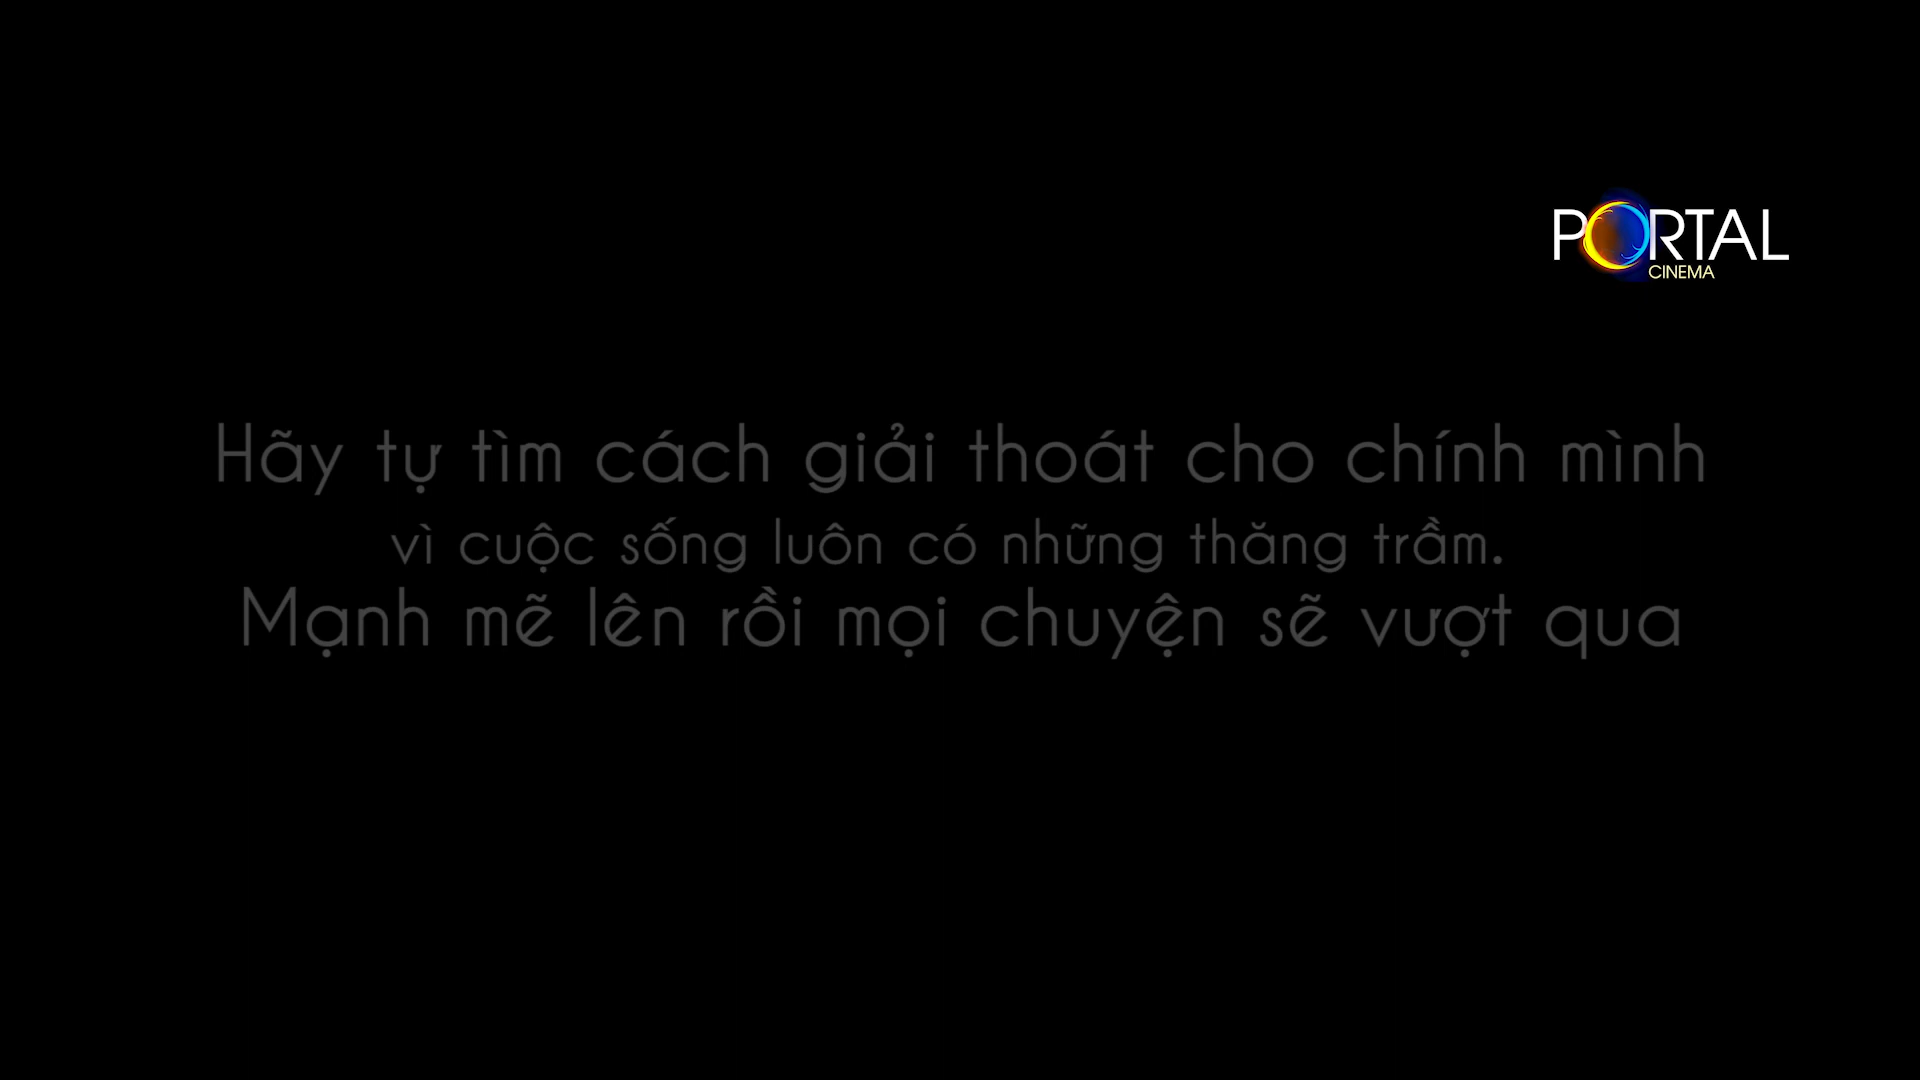 PORTAL
CINEMA
Hãy tự tìm cách giải thoát cho chính mình
vì cuộc sống luôn có những thăng trầm.
Mạnh mẽ lên rồi mọi chuyện sẽ vượt qua